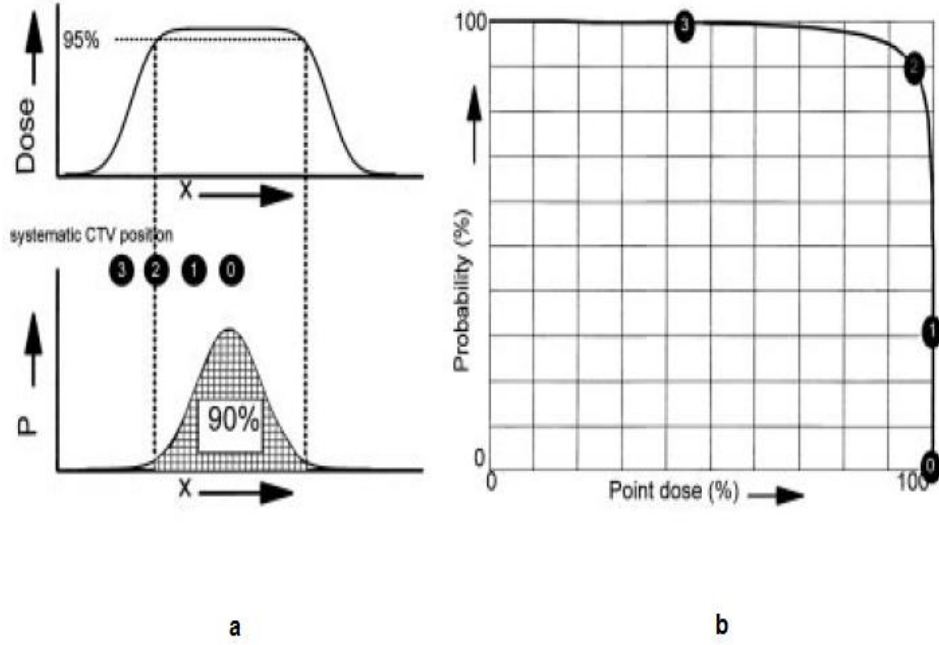 95%
Dose
X
systematic CTV position
3 2 1 0
P
90%
X
a
100
3
2
Probability (%)
1
0
0
0
Point dose (%)
100
b